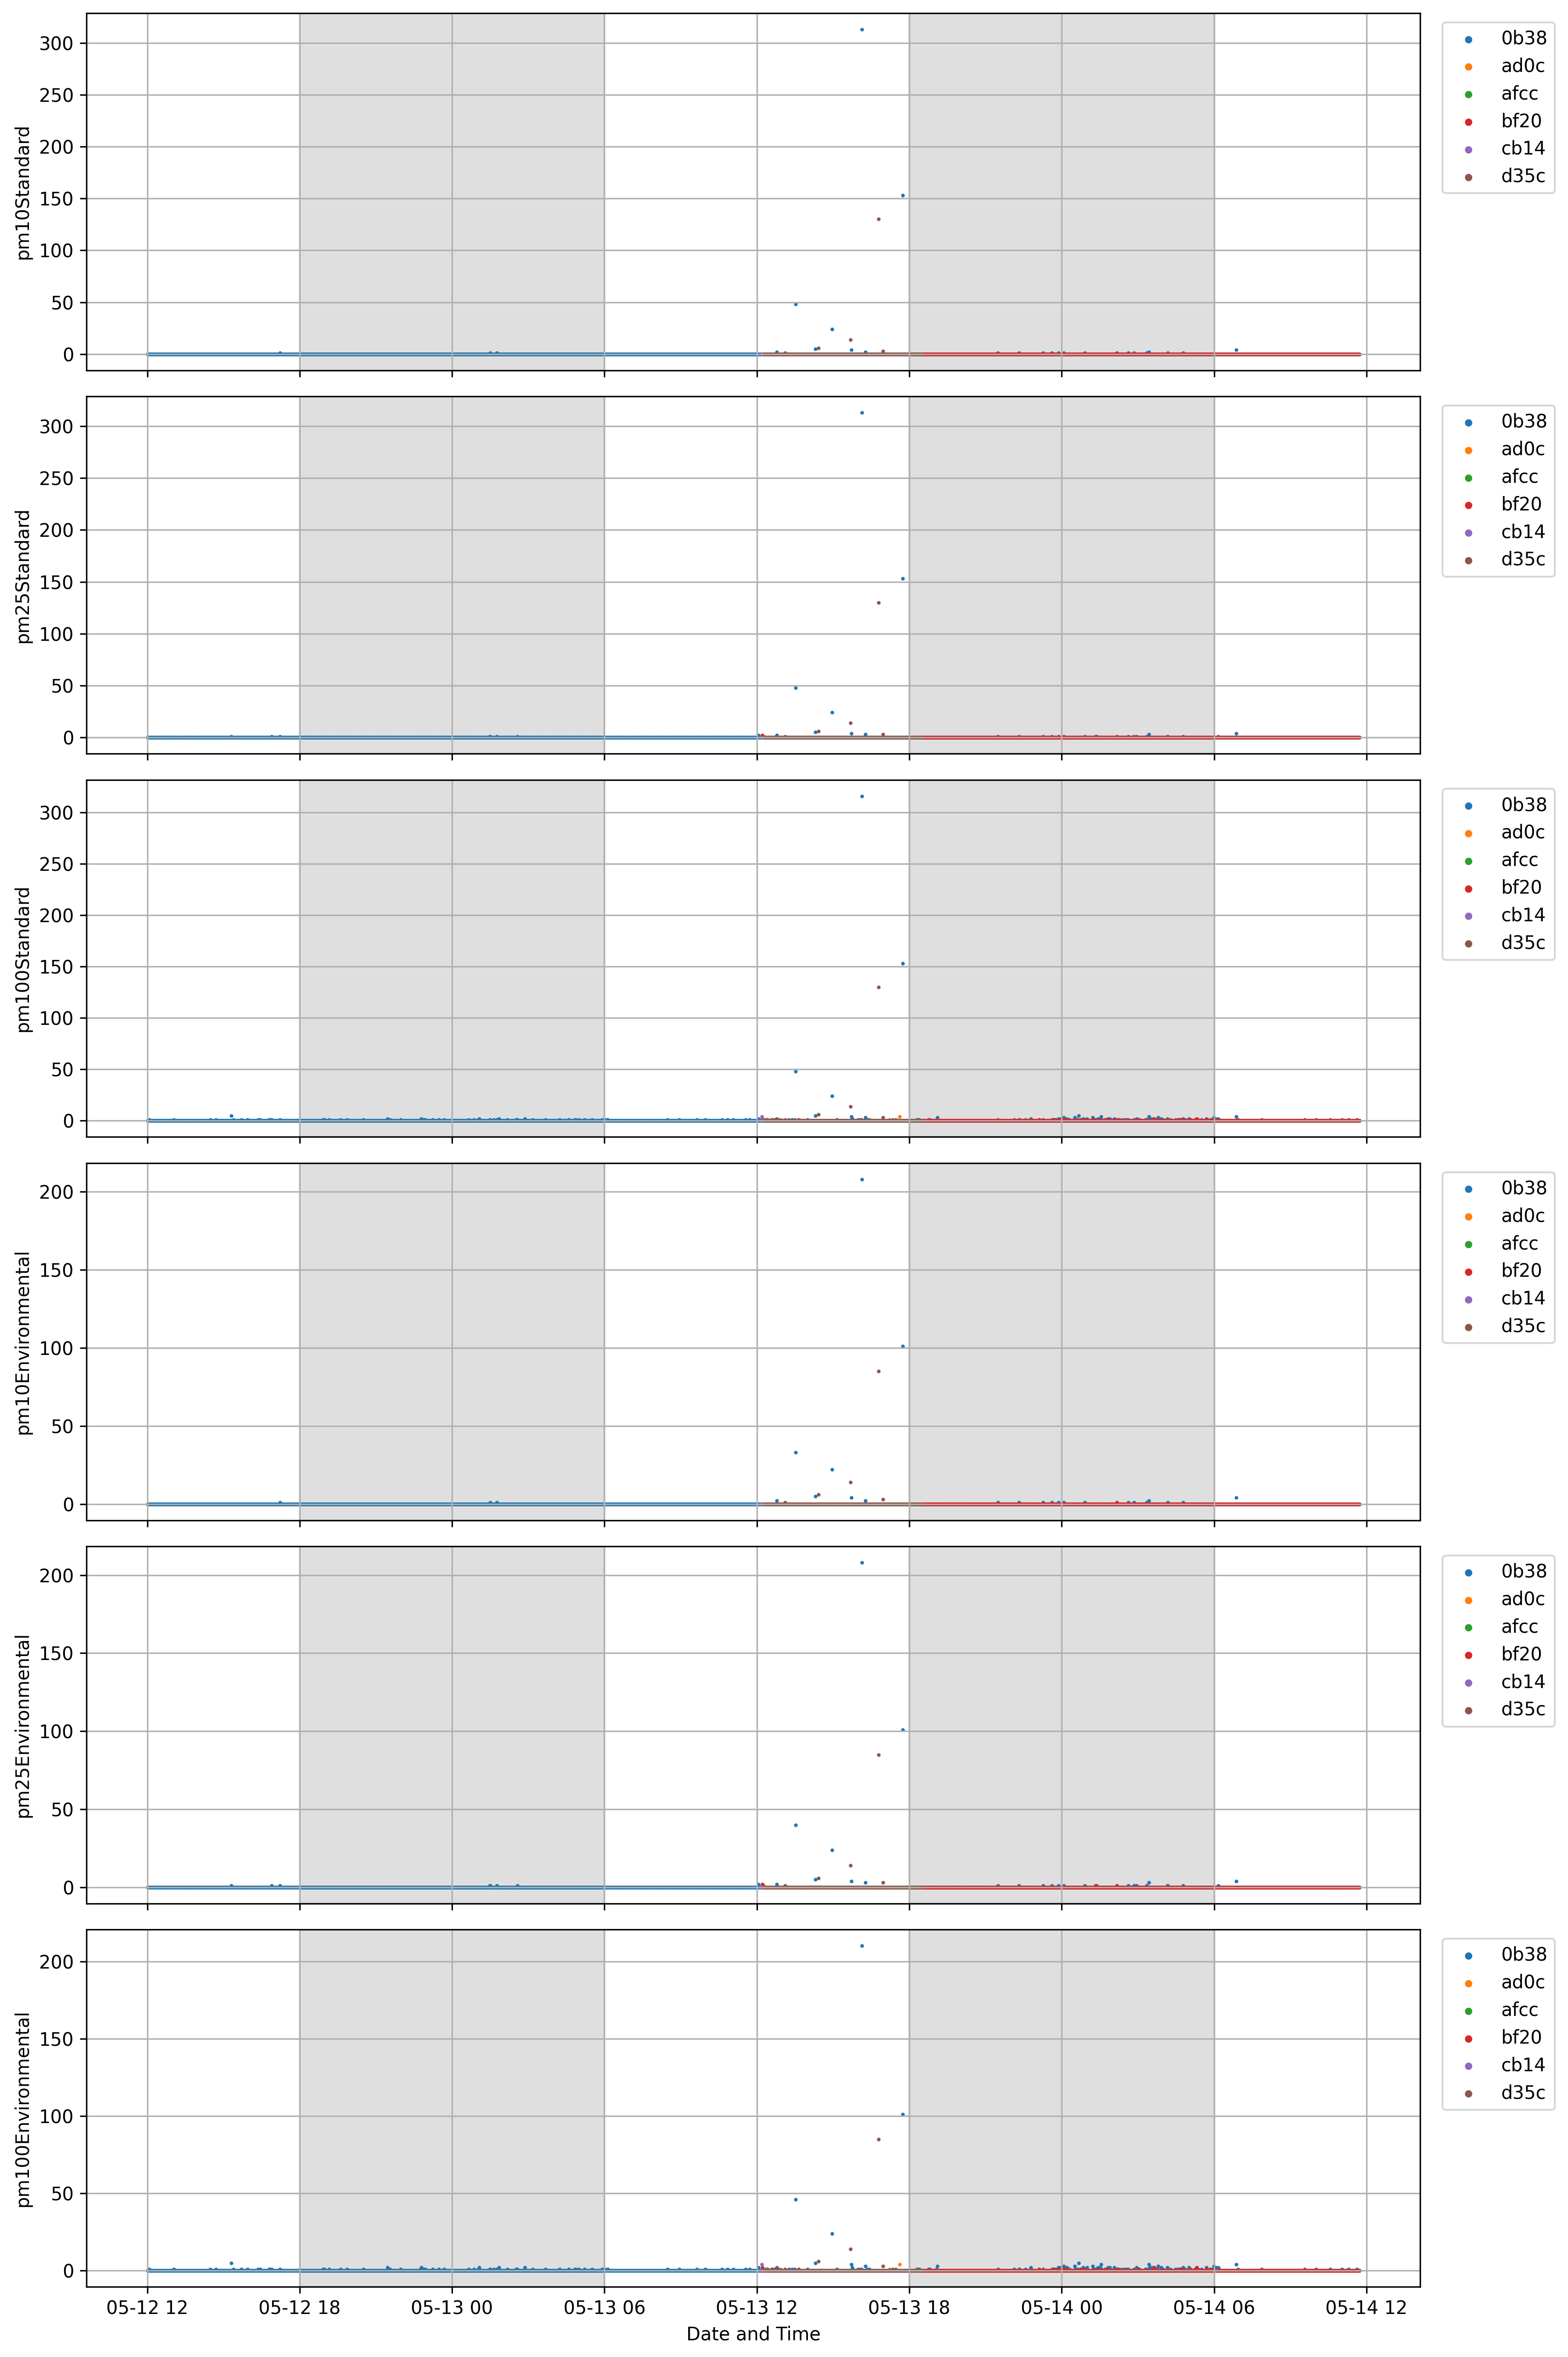 pm10Standard
300
250
200
150
100
50
0
0b38
ad0c
afcc
bf20
cb14
d35c
pm25Standard
300
250
200
150
100
50
0
0b38
ad0c
afcc
bf20
cb14
d35c
pm100Standard
300
250
200
150
100
50
0
0b38
ad0c
afcc
bf20
cb14
d35c
pm10Environmental
200
150
100
50
0
0b38
ad0c
afcc
bf20
cb14
d35c
pm25Environmental
200
150
100
50
0
0b38
ad0c
afcc
bf20
cb14
d35c
pm100Environmental
200
150
100
50
0
0b38
ad0c
afcc
bf20
cb14
d35c
05-12 12 05-12 18 05-13 00 05-13 06 05-13 12 05-13 18 05-14 00 05-14 06 05-14 12
Date and Time